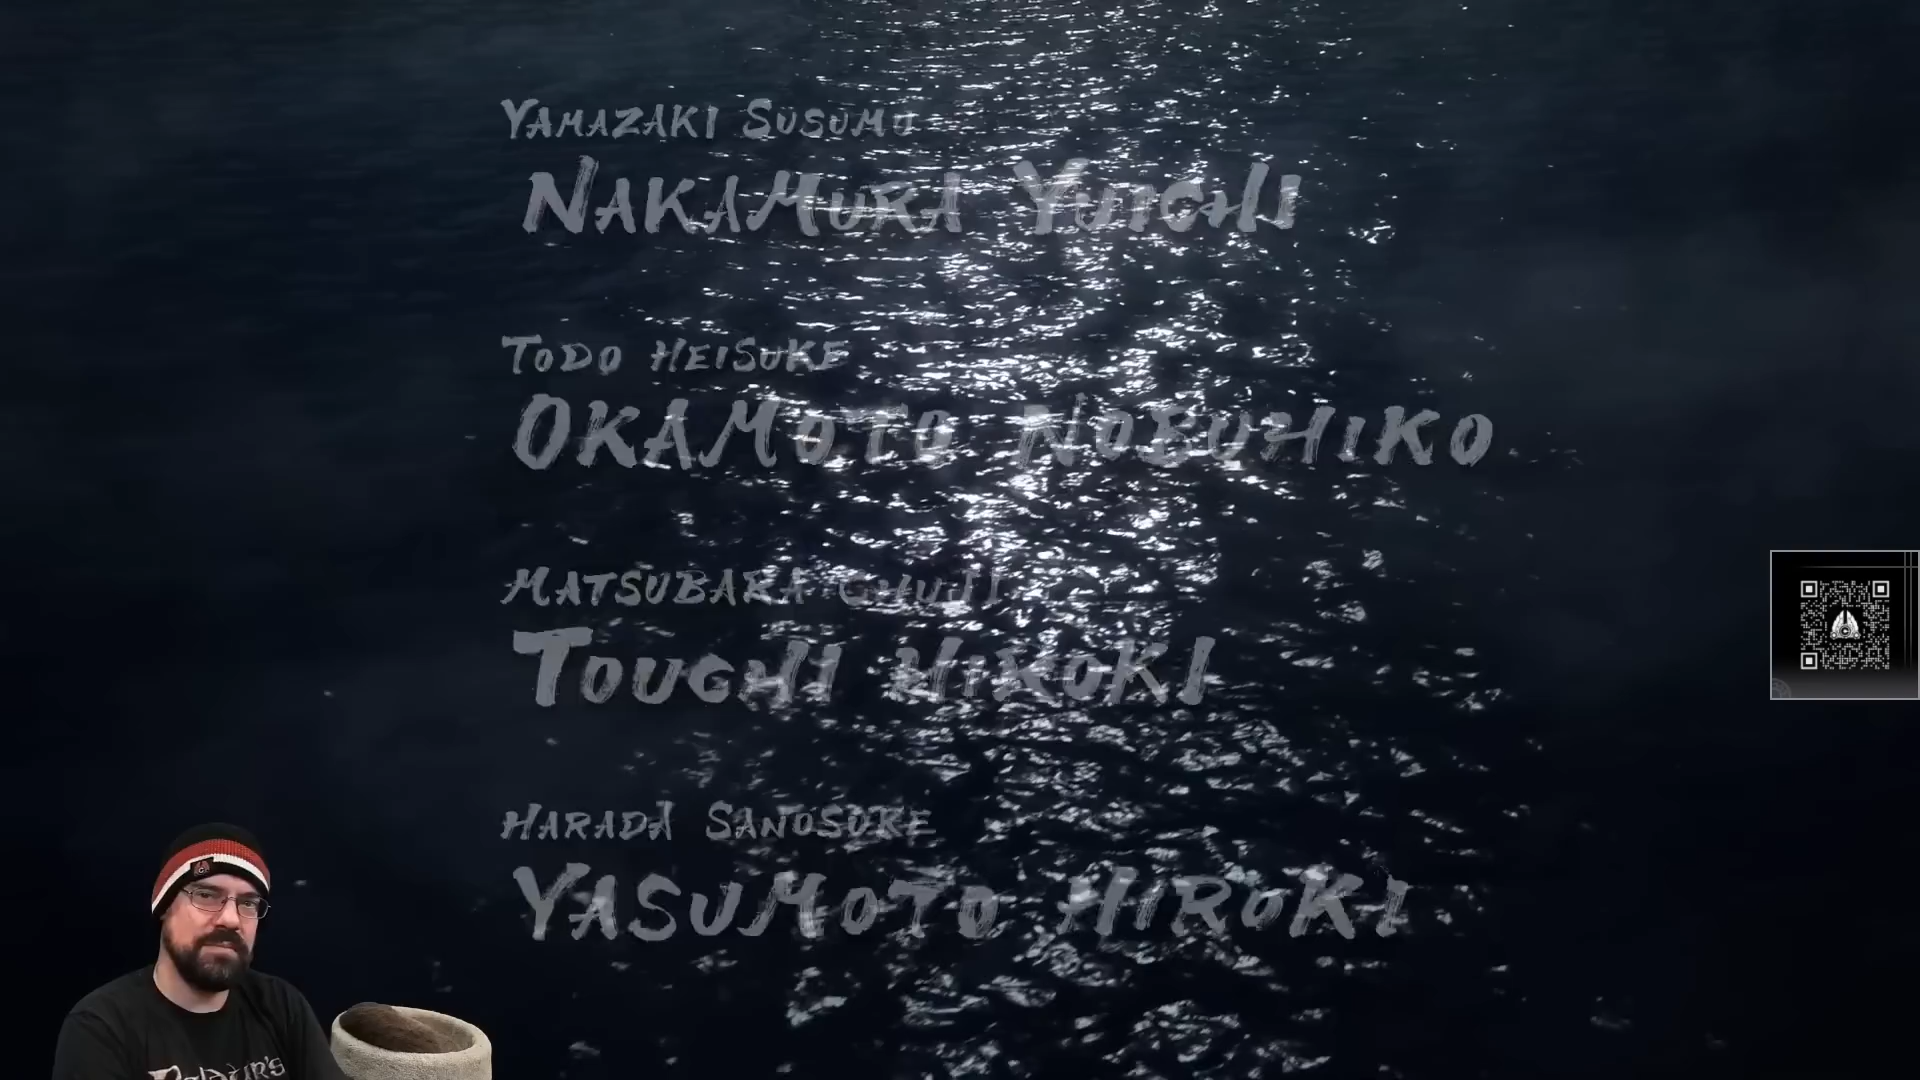 Yamazaki Susumu
Nakamura Yuichi
Todo Heisuke
Okamoto Nobuhiko
Matsubara Chuji
Touchi Hiroki
Harada Sanosuke
Yasumoto Hiroki